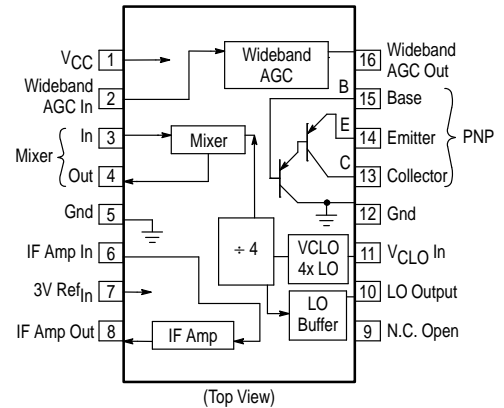 VCC 1
Wideband
AGC In 2
Mixer
In 3
Out 4
Gnd 5
IF Amp In 6
3V RefIn 7
IF Amp Out 8
Wideband
AGC
Mixer
÷ 4
VCLO
4x LO
LO
Buffer
IF Amp
B
E
C
16 Wideband
AGC Out
15 Base
14 Emitter
13 Collector
PNP
12 Gnd
11 VCLO In
10 LO Output
9 N.C. Open
(Top View)